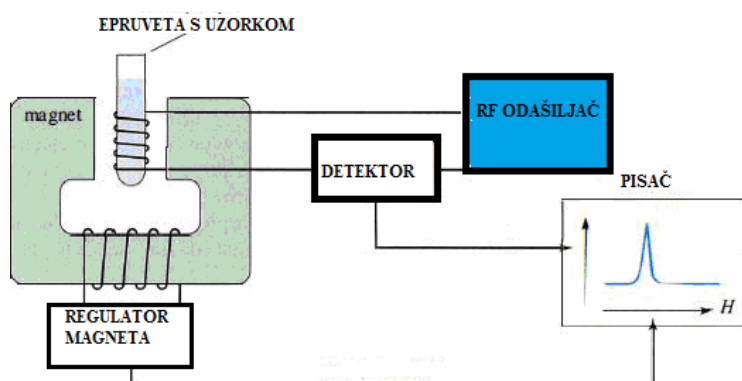 EPRUVETA S UZORKOM
magnet
RF ODAŠILJAČ
DETEKTOR
PISAČ
H
REGULATOR
MAGNETA